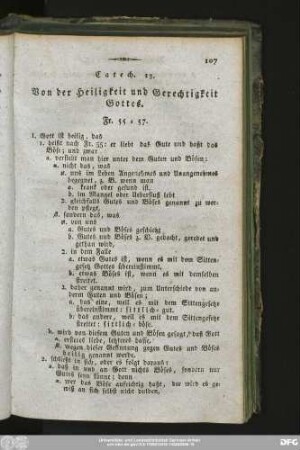 107
Catech. 13.
Von der Heiligkeit und Gerechtigkeit
Gottes.
Fr. 55 - 57.
I. Gott ist heilig, das
1. heißt nach Fr. 55: er liebt das Gute und haßt das
Böse; und zwar
a. versteht man hier unter dem Guten und Bösen;
א. nicht das, was
α. uns im Leben Angenehmes und Unangenehmes
begegnet, z. B. wenn man
a. krank oder gesund ist.
b. im Mangel oder Ueberfluß lebt
2. gleichfalls Gutes und Böses genannt zu wer-
den pflegt,
ב. sondern das, was
α. von uns
a. Gutes und Böses geschieht
b. Gutes und Böses z. B. gedacht, geredet und
gethan wird,
2. in dem Falle
a. etwas Gutes ist, wenn es mit dem Sitten-
gesetz Gottes übereinstimmt,
b. etwas Böses ist, wenn es mit demselben
streitet.
3. daher genannt wird, zum Unterschiede von an-
derm Guten und Bösen;
a. das eine, weil es mit dem Sittengesetze
übereinstimmt: sittlich-gut,
b. das andere, weil es mit dem Sittengesetze
streitet: sittlich-böse.
b. wird von diesem Guten und Bösen gesagt, daß Gott
א. ersteres liebe, letzteres hasse.
ב. wegen dieser Gesinnung gegen Gutes und Böses
heilig genannt werde.
2. schließt in sich, oder es folgt daraus:
a. daß in und an Gott nichts Böses, sondern nur
Gutes seyn könne; denn
א. wer das Böse aufrichtig haßt, der wird es ge-
wiß an sich selbst nicht dulden,
SLUB